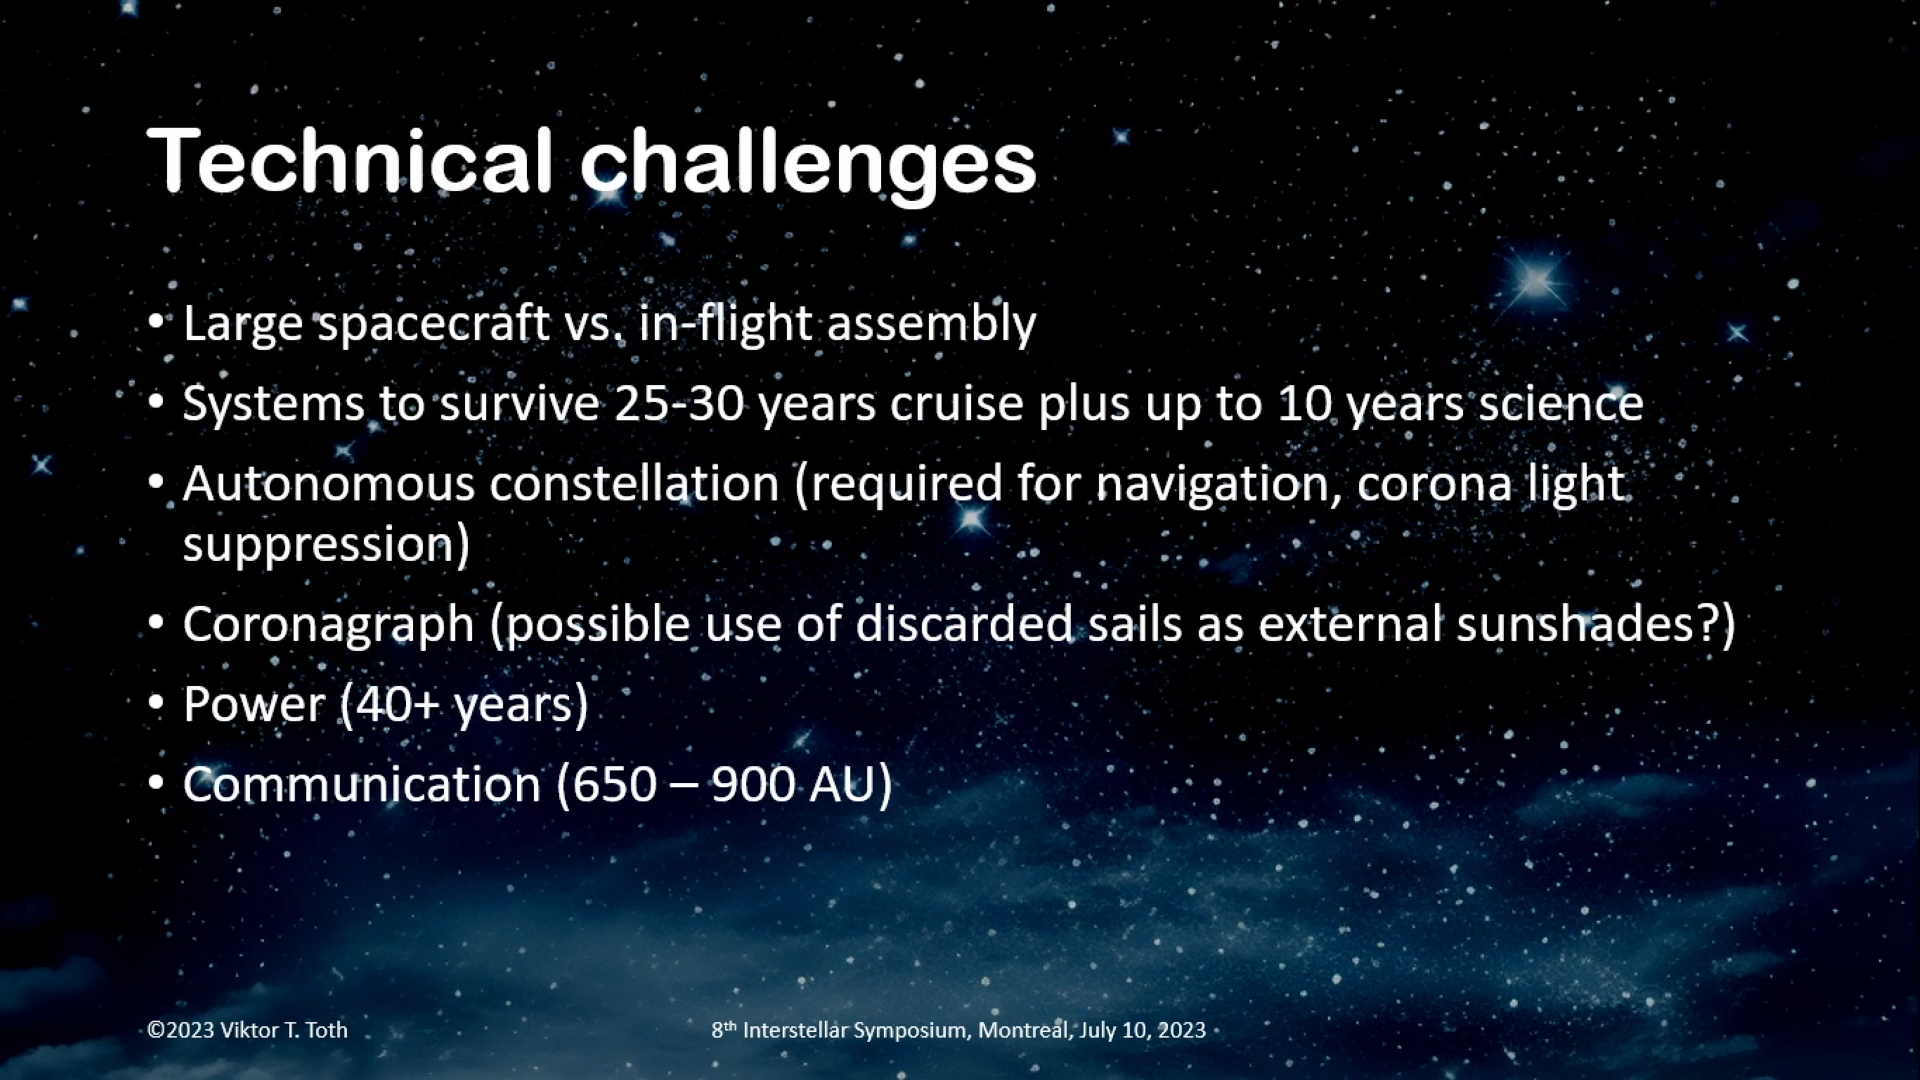 Technical challenges
• Large spacecraft vs. in-flight assembly
• Systems to survive 25-30 years cruise plus up to 10 years science
• Autonomous constellation (required for navigation, corona light
suppression)
• Coronagraph (possible use of discarded sails as external sunshades?)
• Power (40+ years)
• Communication (650 – 900 AU)
©2023 Viktor T. Toth
8th Interstellar Symposium, Montreal, July 10, 2023